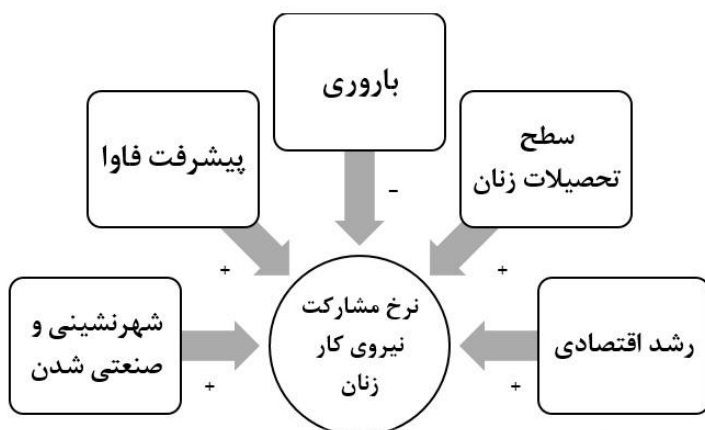 باروری
سطح
تحصیلات زنان
پیشرفت فاوا
-
+
+
نرخ مشارکت
نیروی کار
زنان
رشد اقتصادی
شهرنشینی و
صنعتی شدن
+
+